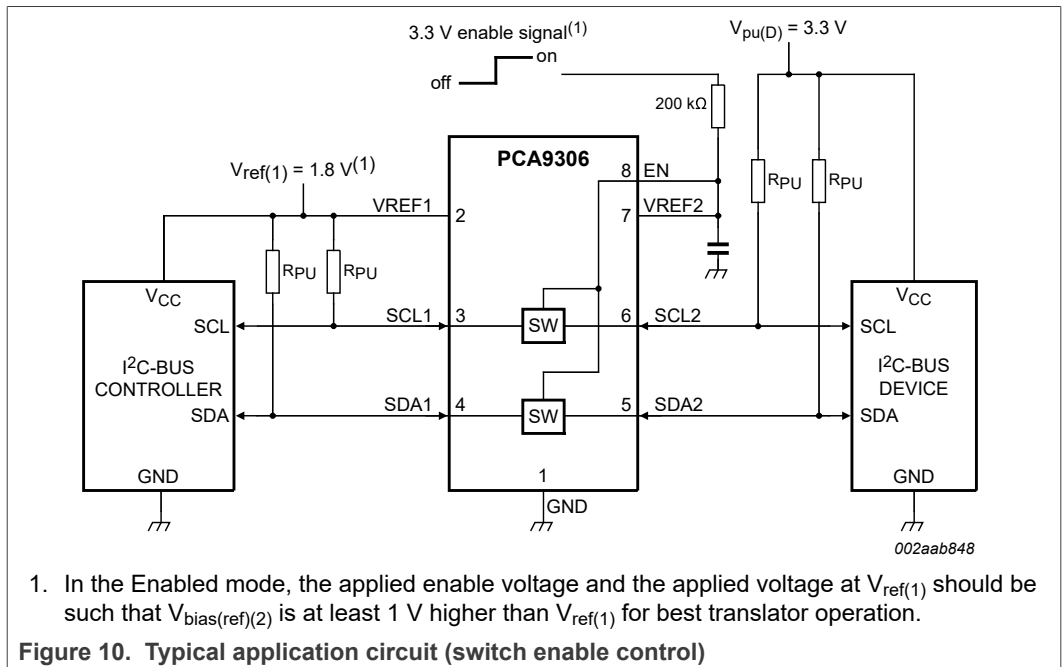 3.3 V enable signal(1)
on
off
Vpu(D) = 3.3 V
200 kΩ
PCA9306
Vref(1) = 1.8 V(1)
8 EN
RPU
RPU
VREF1
2
7
VREF2
RPU
RPU
VCC
VCC
SCL
SCL1
3
SW
6
SCL2
SCL
I2C-BUS
CONTROLLER
I2C-BUS
DEVICE
SDA
SDA1
4
SW
5
SDA2
SDA
GND
1
GND
GND
002aab848
1. In the Enabled mode, the applied enable voltage and the applied voltage at Vref(1) should be
such that Vbias(ref)(2) is at least 1 V higher than Vref(1) for best translator operation.
Figure 10. Typical application circuit (switch enable control)